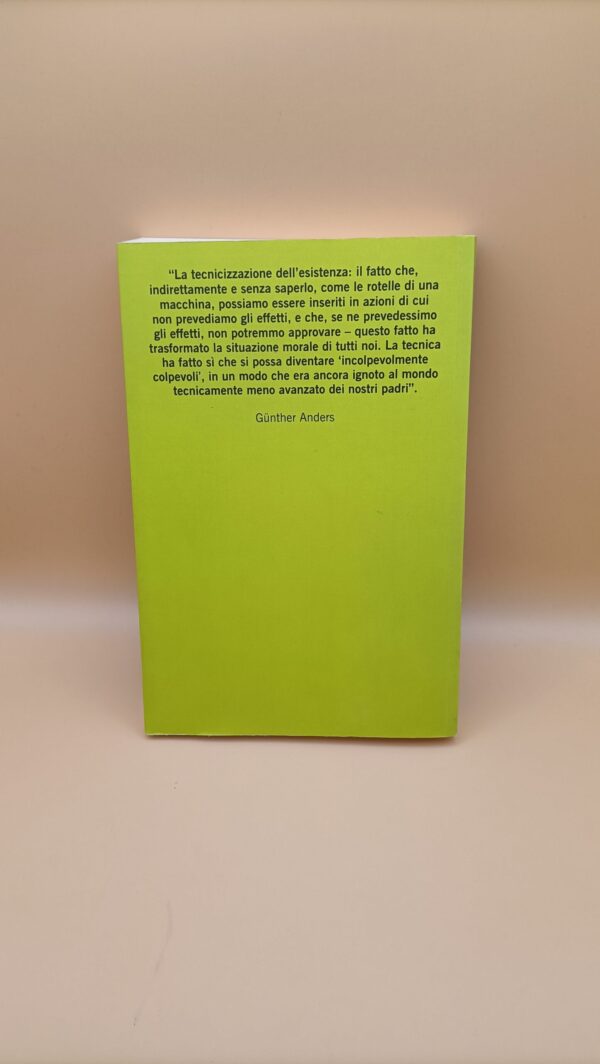 “La tecnicizzazione dell’esistenza: il fatto che,
indirettamente e senza saperlo, come le rotelle di una
macchina, possiamo essere inseriti in azioni di cui
non prevediamo gli effetti, e che, se ne prevedessimo
gli effetti, non potremmo approvare – questo fatto ha
trasformato la situazione morale di tutti noi. La tecnica
ha fatto sì che si possa diventare ‘incolpevolmente
colpevoli’, in un modo che era ancora ignoto al mondo
tecnicamente meno avanzato dei nostri padri”.
Günther Anders